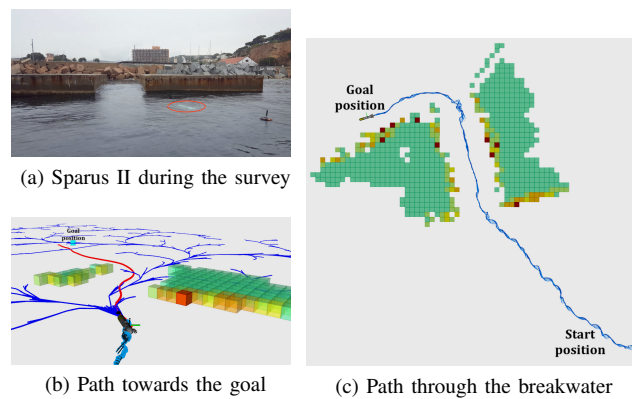 (a) Sparus II during the survey
Goal
position
(b) Path towards the goal
Goal
position
Start
position
(c) Path through the breakwater